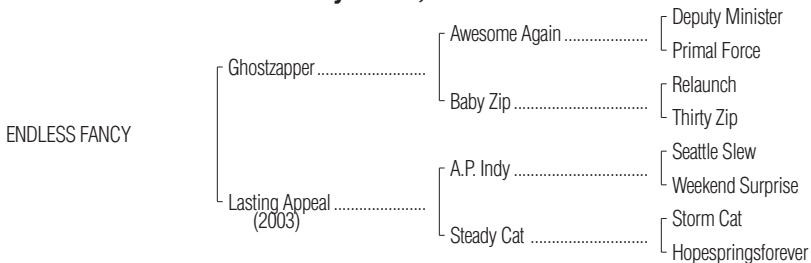 Deputy Minister
Awesome Again ....................
Primal Force
Ghostzapper ..........................
Relaunch
Baby Zip ................................
Thirty Zip
ENDLESS FANCY
Seattle Slew
A.P. Indy ................................
Weekend Surprise
Lasting Appeal ......................
(2003)
Storm Cat
Steady Cat ............................
Hopespringsforever